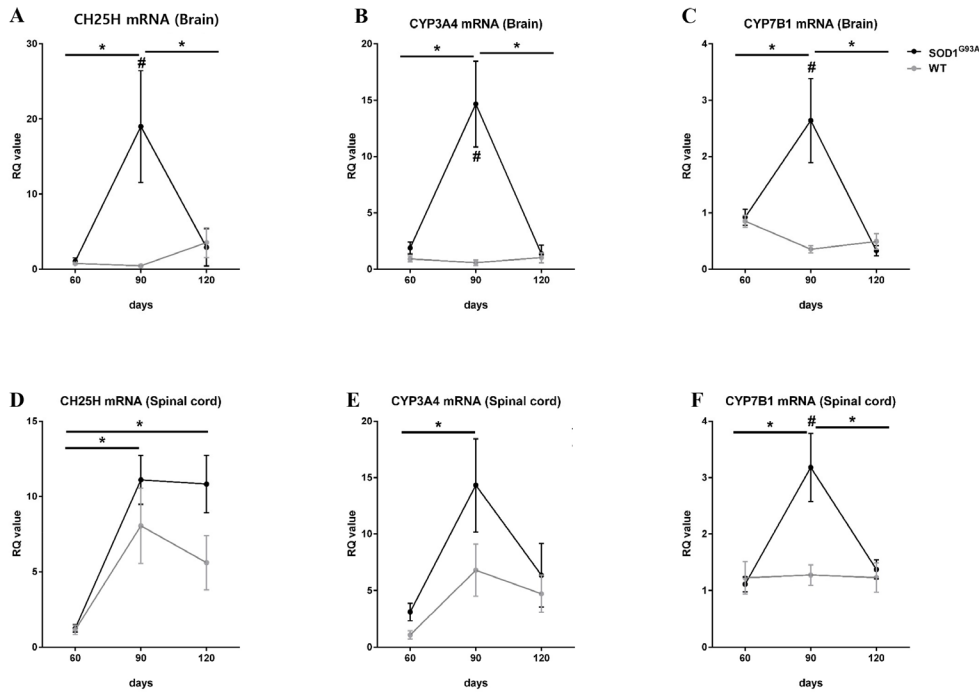 A
CH25H mRNA (Brain)
30
20
10
0
RQ value
* *
#
60 90 120
days
B
CYP3A4 mRNA (Brain)
20
15
10
5
0
RQ value
* *
#
60 90 120
days
C
CYP7B1 mRNA (Brain)
4
3
2
1
0
RQ value
* *
#
60 90 120
days
SOD1G93A
WT
D
CH25H mRNA (Spinal cord)
15
10
5
0
RQ value
*
*
60 90 120
days
E
CYP3A4 mRNA (Spinal cord)
20
15
10
5
0
RQ value
*
60 90 120
days
F
CYP7B1 mRNA (Spinal cord)
4
3
2
1
0
RQ value
* # *
60 90 120
days